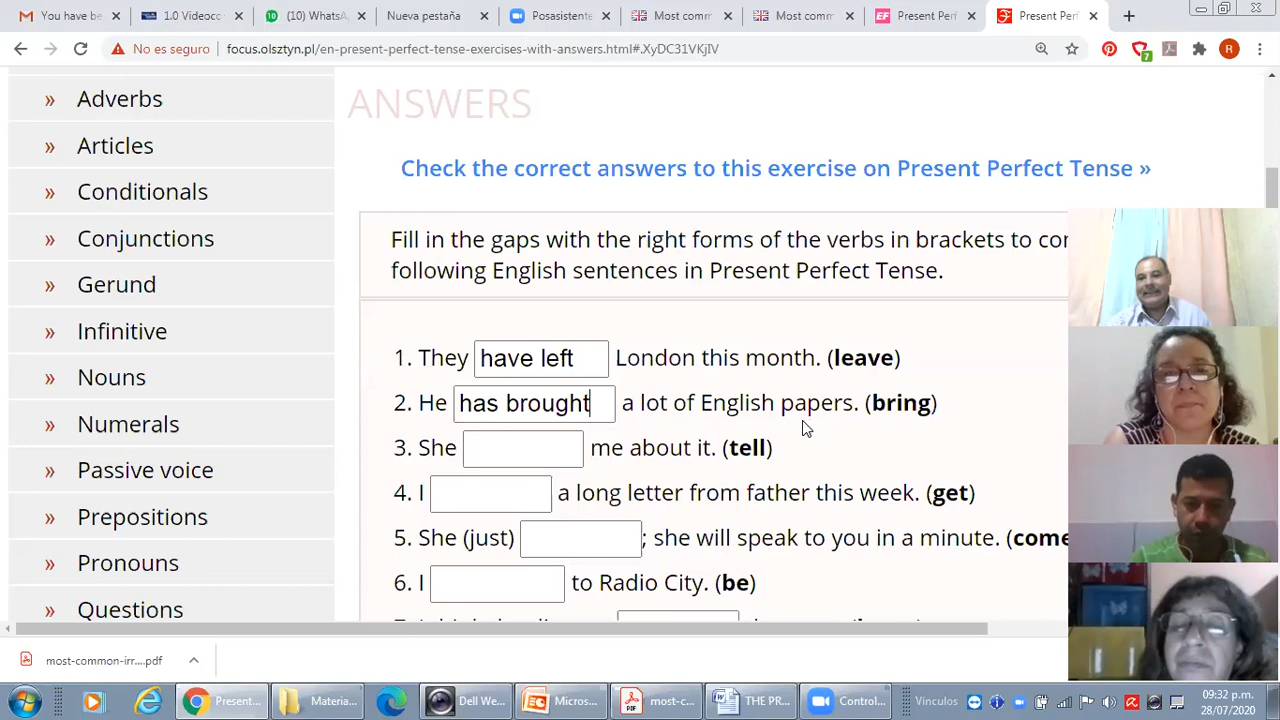 You have be
1.0 Videocc
(10) WhatsA
Nueva pestaña
Posasistente
Most comm
Most comm
Present Perf
Present Perf
No es seguro
focus.olsztyn.pl/en-present-perfect-tense-exercises-with-answers.html#.XyDC31VKjIV
R
7
» Adverbs
» Articles
» Conditionals
» Conjunctions
» Gerund
» Infinitive
» Nouns
» Numerals
» Passive voice
» Prepositions
» Pronouns
» Questions
ANSWERS
Check the correct answers to this exercise on Present Perfect Tense »
Fill in the gaps with the right forms of the verbs in brackets to co
following English sentences in Present Perfect Tense.
1. They have left London this month. (leave)
2. He has brought a lot of English papers. (bring)
3. She me about it. (tell)
4. I a long letter from father this week. (get)
5. She (just) ; she will speak to you in a minute. (come
6. I to Radio City. (be)
most-common-irr....pdf
Present...
Materia...
Dell We...
Micros...
most-c...
THE PR...
Control...
Vínculos
09:32 p.m.
28/07/2020